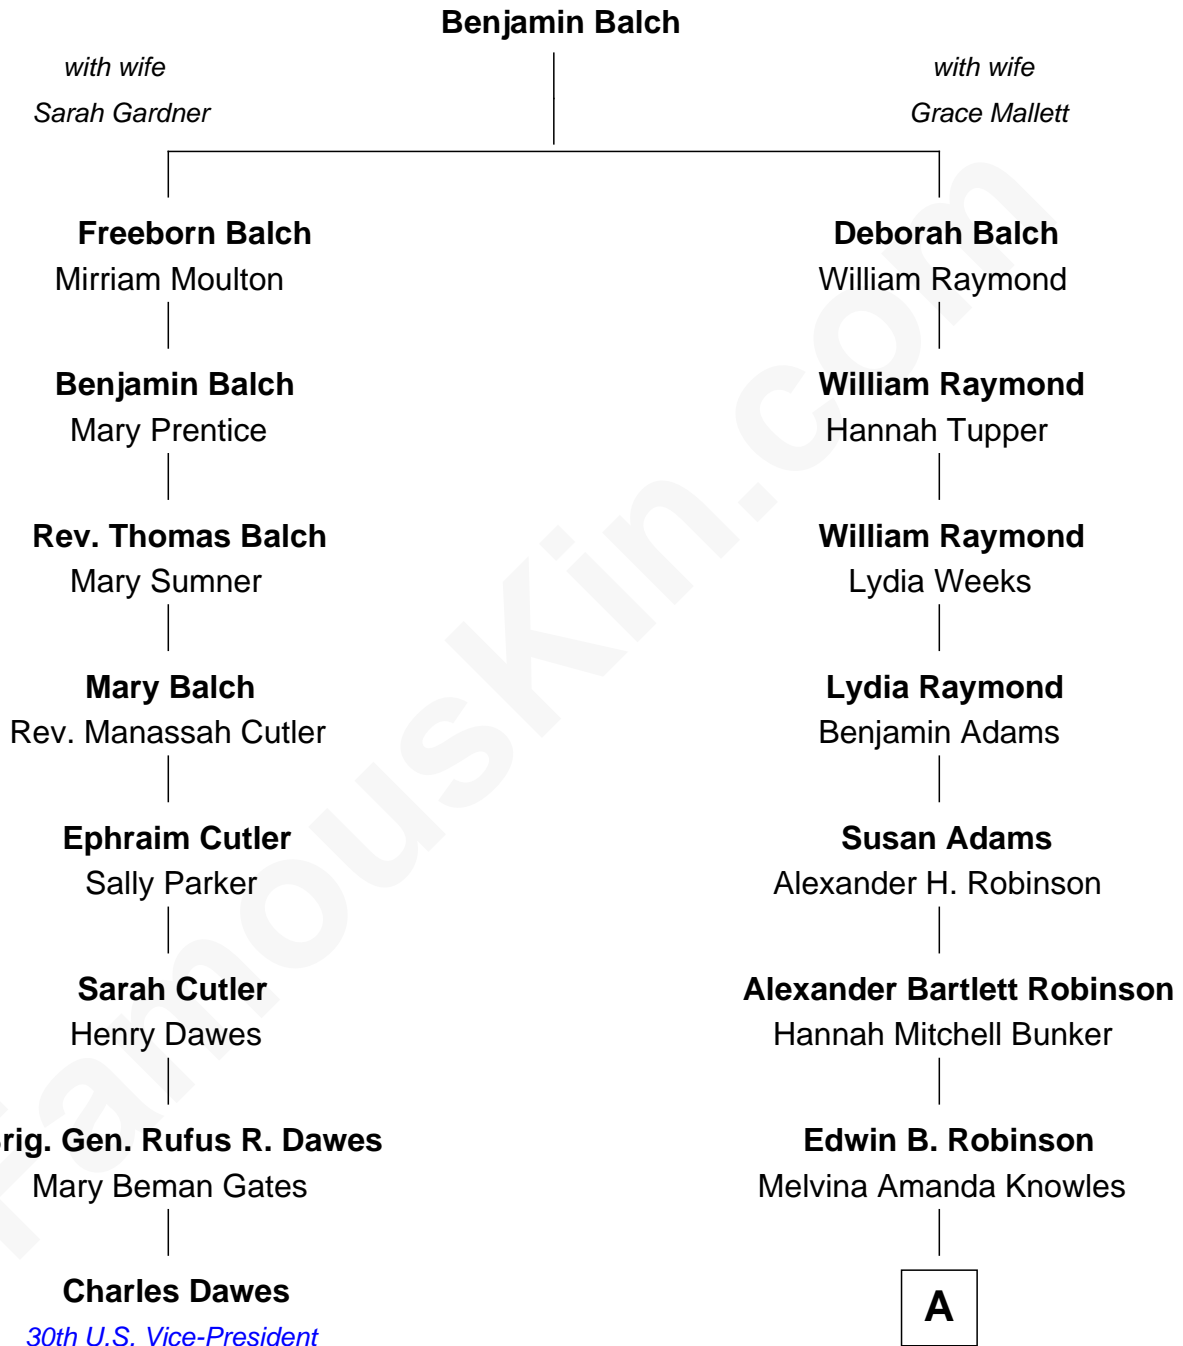 Benjamin Balch
with wife
Sarah Gardner
with wife
Grace Mallett
Freeborn Balch
Mirriam Moulton
Benjamin Balch
Mary Prentice
Rev. Thomas Balch
Mary Sumner
Mary Balch
Rev. Manassah Cutler
Ephraim Cutler
Sally Parker
Sarah Cutler
Henry Dawes
rig. Gen. Rufus R. Dawes
Mary Beman Gates
Charles Dawes
30th U.S. Vice-President
Deborah Balch
William Raymond
William Raymond
Hannah Tupper
William Raymond
Lydia Weeks
Lydia Raymond
Benjamin Adams
Susan Adams
Alexander H. Robinson
Alexander Bartlett Robinson
Hannah Mitchell Bunker
Edwin B. Robinson
Melvina Amanda Knowles
A
FamousKin.com